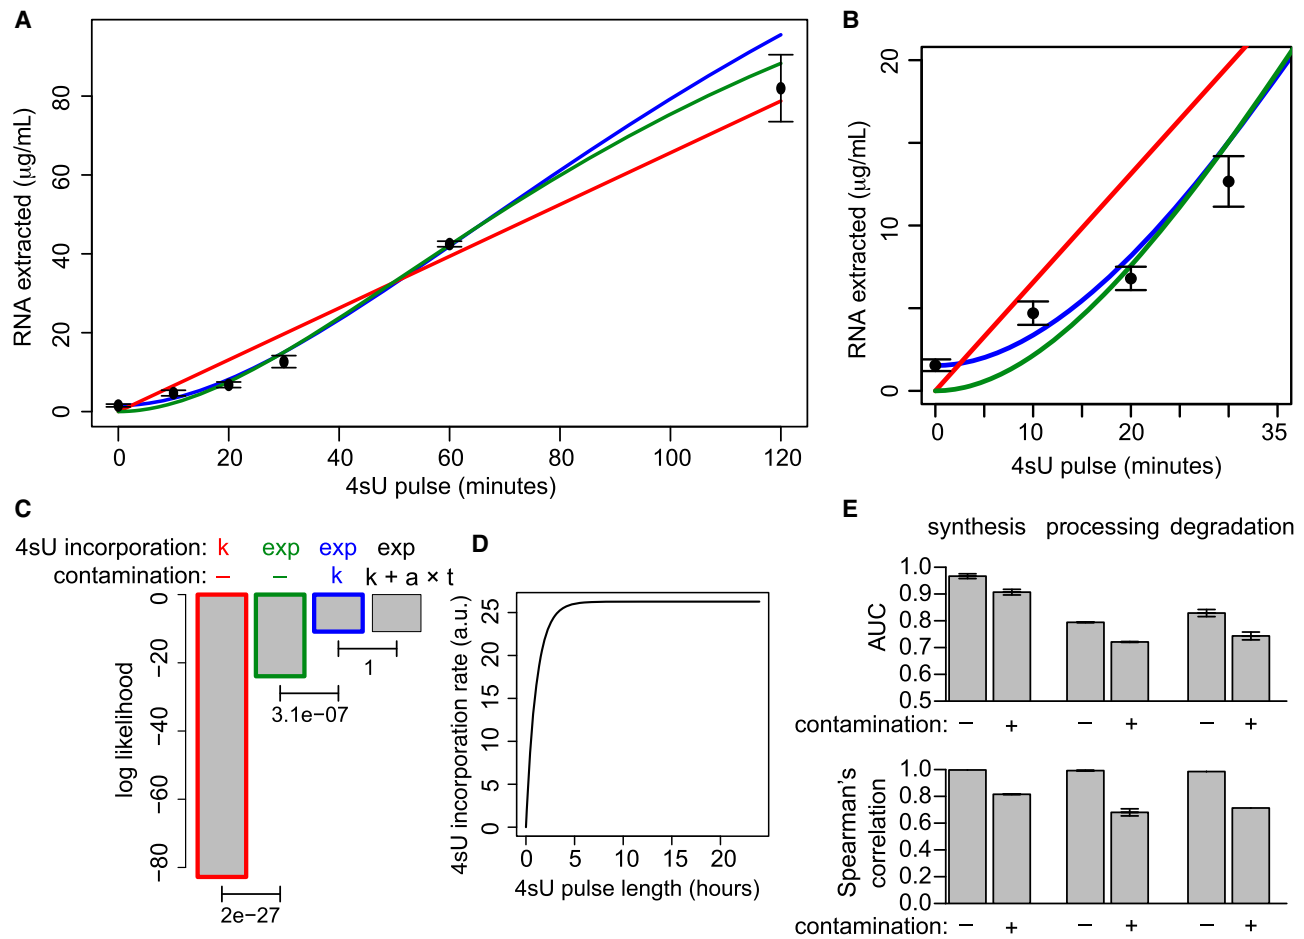 A
RNA extracted (µg/mL)
0
20
40
60
80
0
20
40
60
80
100
120
4sU pulse (minutes)
B
RNA extracted (µg/mL)
0
10
20
0
10
20
35
4sU pulse (minutes)
C
4sU incorporation: k exp exp exp
contamination: − − k k + a × t
log likelihood
0
−20
−40
−60
−80
1
3.1e−07
2e−27
D
4sU incorporation rate (a.u.)
0
5
10
15
20
25
0
5
10
15
20
4sU pulse length (hours)
E
synthesis processing degradation
AUC
1.0
0.9
0.8
0.7
0.6
0.5
contamination: − + − + − +
Spearman's
correlation
1.0
0.8
0.6
0.4
0.2
0.0
contamination: − + − + − +